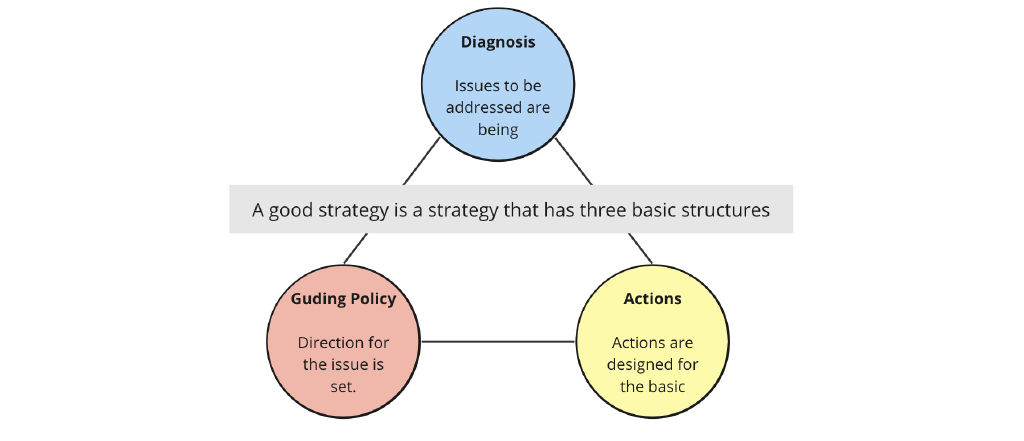 Diagnosis
Issues to be
addressed are
being
A good strategy is a strategy that has three basic structures
Guding Policy
Direction for
the issue is
set.
Actions
Actions are
designed for
the basic